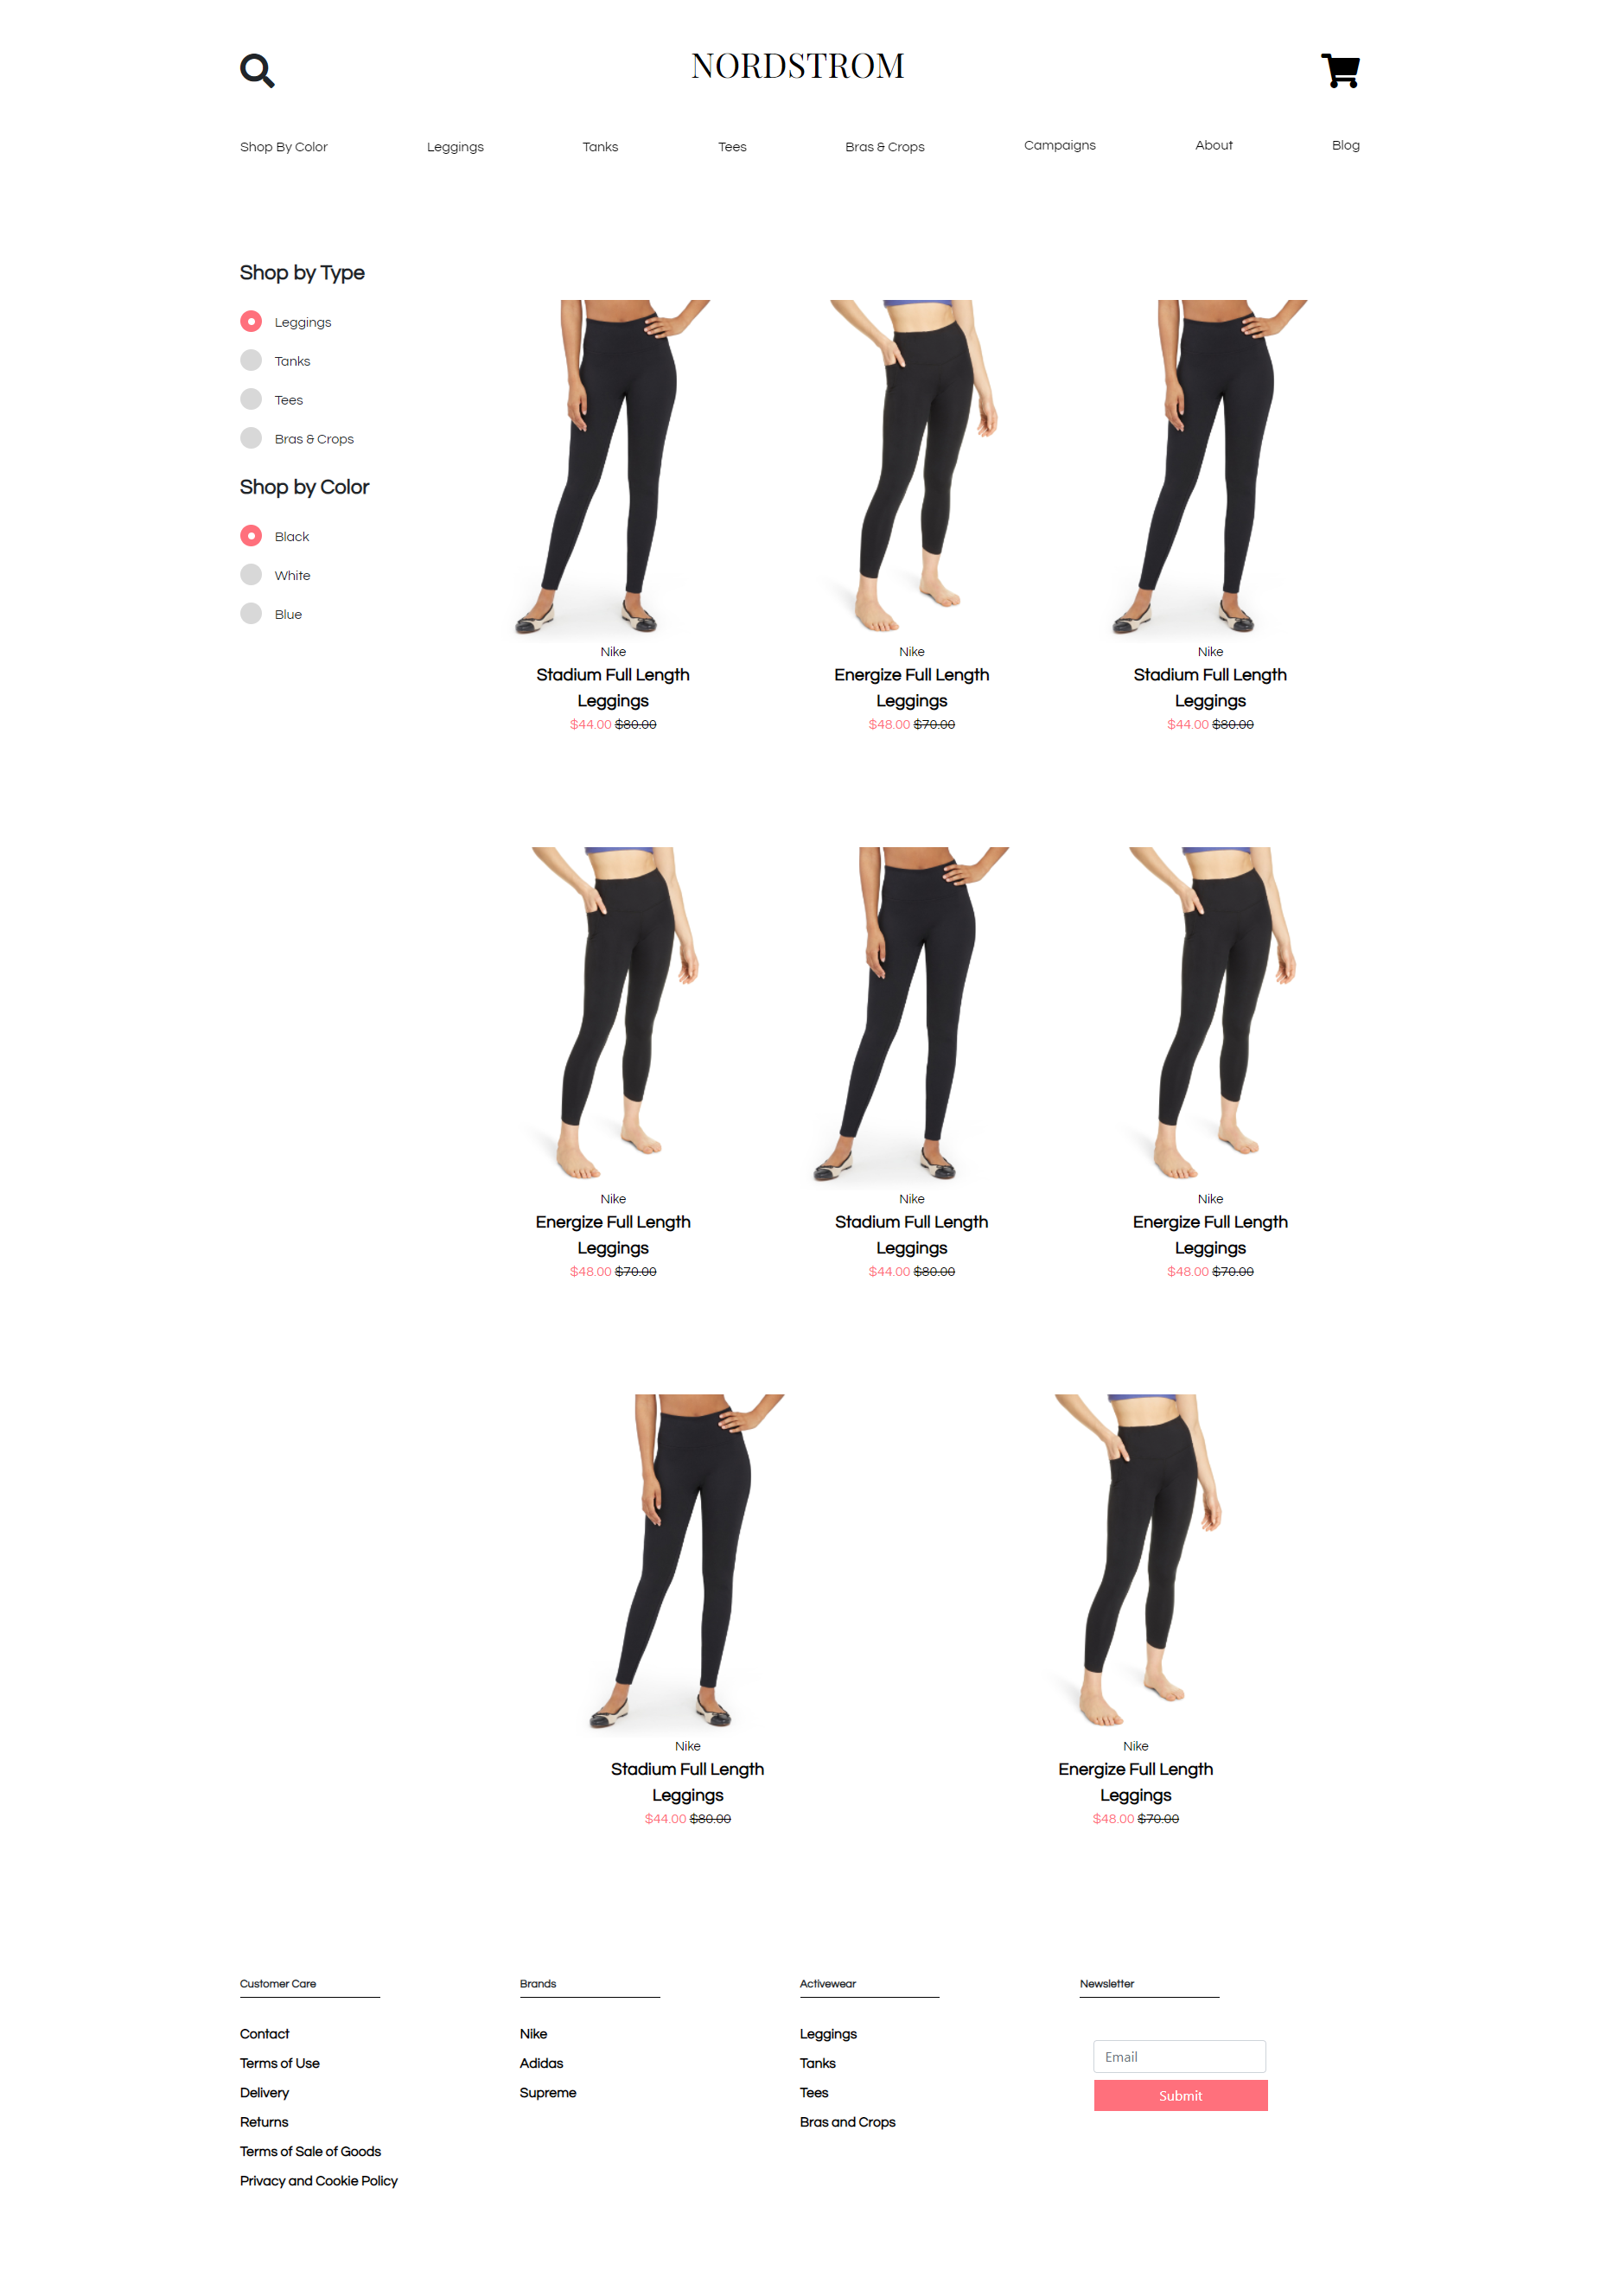 NORDSTROM
Shop By Color
Leggings
Tanks
Tees
Bras & Crops
Campaigns
About
Blog
Shop by Type
Leggings
Tanks
Tees
Bras & Crops
Shop by Color
Black
White
Blue
Nike
Stadium Full Length
Leggings
$44.00 $80.00
Nike
Energize Full Length
Leggings
$48.00 $70.00
Nike
Stadium Full Length
Leggings
$44.00 $80.00
Nike
Energize Full Length
Leggings
$48.00 $70.00
Nike
Stadium Full Length
Leggings
$44.00 $80.00
Nike
Energize Full Length
Leggings
$48.00 $70.00
Nike
Stadium Full Length
Leggings
$44.00 $80.00
Nike
Energize Full Length
Leggings
$48.00 $70.00
Customer Care
Contact
Terms of Use
Delivery
Returns
Terms of Sale of Goods
Privacy and Cookie Policy
Brands
Nike
Adidas
Supreme
Activewear
Leggings
Tanks
Tees
Bras and Crops
Newsletter
Email
Submit